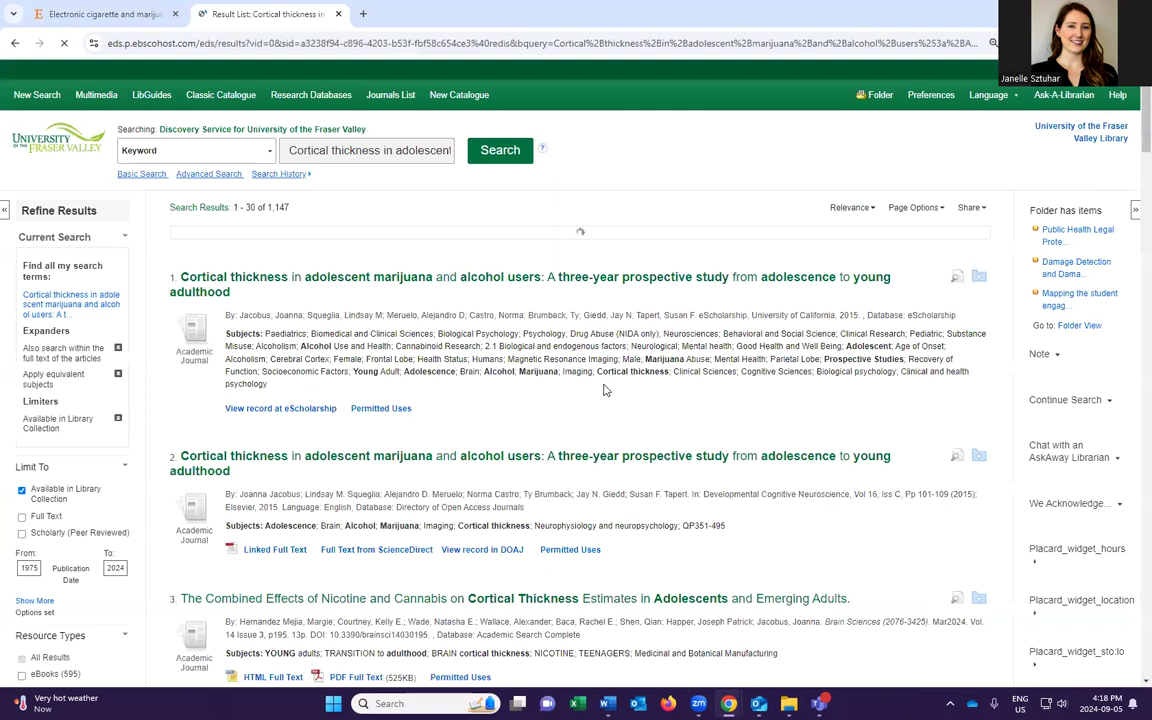 Electronic cigarette and mariju
Result List: Cortical thickness in
eds.p.ebscohost.com/eds/results?vid=0&sid=a3238f94-c896-4203-b53f-fbf58c654ce3%40redis&bquery=Cortical%2Bthickness%2Bin%2Badolescent%2Bmarijuana%2Band%2Balcohol%2Busers%253a%2BA...
Janelle Sztuhar
New Search
Multimedia
LibGuides
Classic Catalogue
Research Databases
Journals List
New Catalogue
Folder
Preferences
Language
Ask-A-Librarian
Help
UNIVERSITY
OF THE FRASER VALLEY
Searching: Discovery Service for University of the Fraser Valley
Keyword
Cortical thickness in adolescent
Search
Basic Search
Advanced Search
Search History
University of the Fraser
Valley Library
Refine Results
Current Search
Find all my search
terms:
Cortical thickness in adole
scent marijuana and alcoh
ol users: A t...
Expanders
Also search within the
full text of the articles
Apply equivalent
subjects
Limiters
Available in Library
Collection
Limit To
Available in Library
Collection
Full Text
Scholarly (Peer Reviewed)
From:
To:
1975
Publication
Date
2024
Show More
Options set
Resource Types
All Results
eBooks (595)
Search Results: 1 - 30 of 1,147
Relevance
Page Options
Share
1. Cortical thickness in adolescent marijuana and alcohol users: A three-year prospective study from adolescence to young
adulthood
Academic
Journal
By: Jacobus, Joanna; Squeglia, Lindsay M; Meruelo, Alejandro D; Castro, Norma; Brumback, Ty; Giedd, Jay N; Tapert, Susan F. eScholarship, University of California, 2015. , Database: eScholarship
Subjects: Paediatrics; Biomedical and Clinical Sciences; Biological Psychology; Psychology; Drug Abuse (NIDA only); Neurosciences; Behavioral and Social Science; Clinical Research; Pediatric; Substance
Misuse; Alcoholism; Alcohol Use and Health; Cannabinoid Research; 2.1 Biological and endogenous factors; Neurological; Mental health; Good Health and Well Being; Adolescent; Age of Onset;
Alcoholism; Cerebral Cortex; Female; Frontal Lobe; Health Status; Humans; Magnetic Resonance Imaging; Male; Marijuana Abuse; Mental Health; Parietal Lobe; Prospective Studies; Recovery of
Function; Socioeconomic Factors; Young Adult; Adolescence; Brain; Alcohol; Marijuana; Imaging; Cortical thickness; Clinical Sciences; Cognitive Sciences; Biological psychology; Clinical and health
psychology
View record at eScholarship
Permitted Uses
2. Cortical thickness in adolescent marijuana and alcohol users: A three-year prospective study from adolescence to young
adulthood
Academic
Journal
By: Joanna Jacobus; Lindsay M. Squeglia; Alejandro D. Meruelo; Norma Castro; Ty Brumback; Jay N. Giedd; Susan F. Tapert. In: Developmental Cognitive Neuroscience, Vol 16, Iss C, Pp 101-109 (2015);
Elsevier, 2015. Language: English, Database: Directory of Open Access Journals
Subjects: Adolescence; Brain; Alcohol; Marijuana; Imaging; Cortical thickness; Neurophysiology and neuropsychology; QP351-495
Linked Full Text
Full Text from ScienceDirect
View record in DOAJ
Permitted Uses
3. The Combined Effects of Nicotine and Cannabis on Cortical Thickness Estimates in Adolescents and Emerging Adults.
Academic
Journal
By: Hernandez Mejia, Margie; Courtney, Kelly E.; Wade, Natasha E.; Wallace, Alexander; Baca, Rachel E.; Shen, Qian; Happer, Joseph Patrick; Jacobus, Joanna. Brain Sciences (2076-3425). Mar2024, Vol.
14 Issue 3, p195. 13p. DOI: 10.3390/brainsci14030195. , Database: Academic Search Complete
Subjects: YOUNG adults; TRANSITION to adulthood; BRAIN cortical thickness; NICOTINE; TEENAGERS; Medicinal and Botanical Manufacturing
HTML Full Text
PDF Full Text (525KB)
Permitted Uses
Folder has items
Public Health Legal
Prote...
Damage Detection
and Dama...
Mapping the student
engag...
Go to: Folder View
Note
Continue Search
Chat with an
AskAway Librarian
We Acknowledge...
Placard_widget_hours
Placard_widget_location
Placard_widget_sto:lo
Very hot weather
Now
Search
ENG
US
4:18 PM
2024-09-05